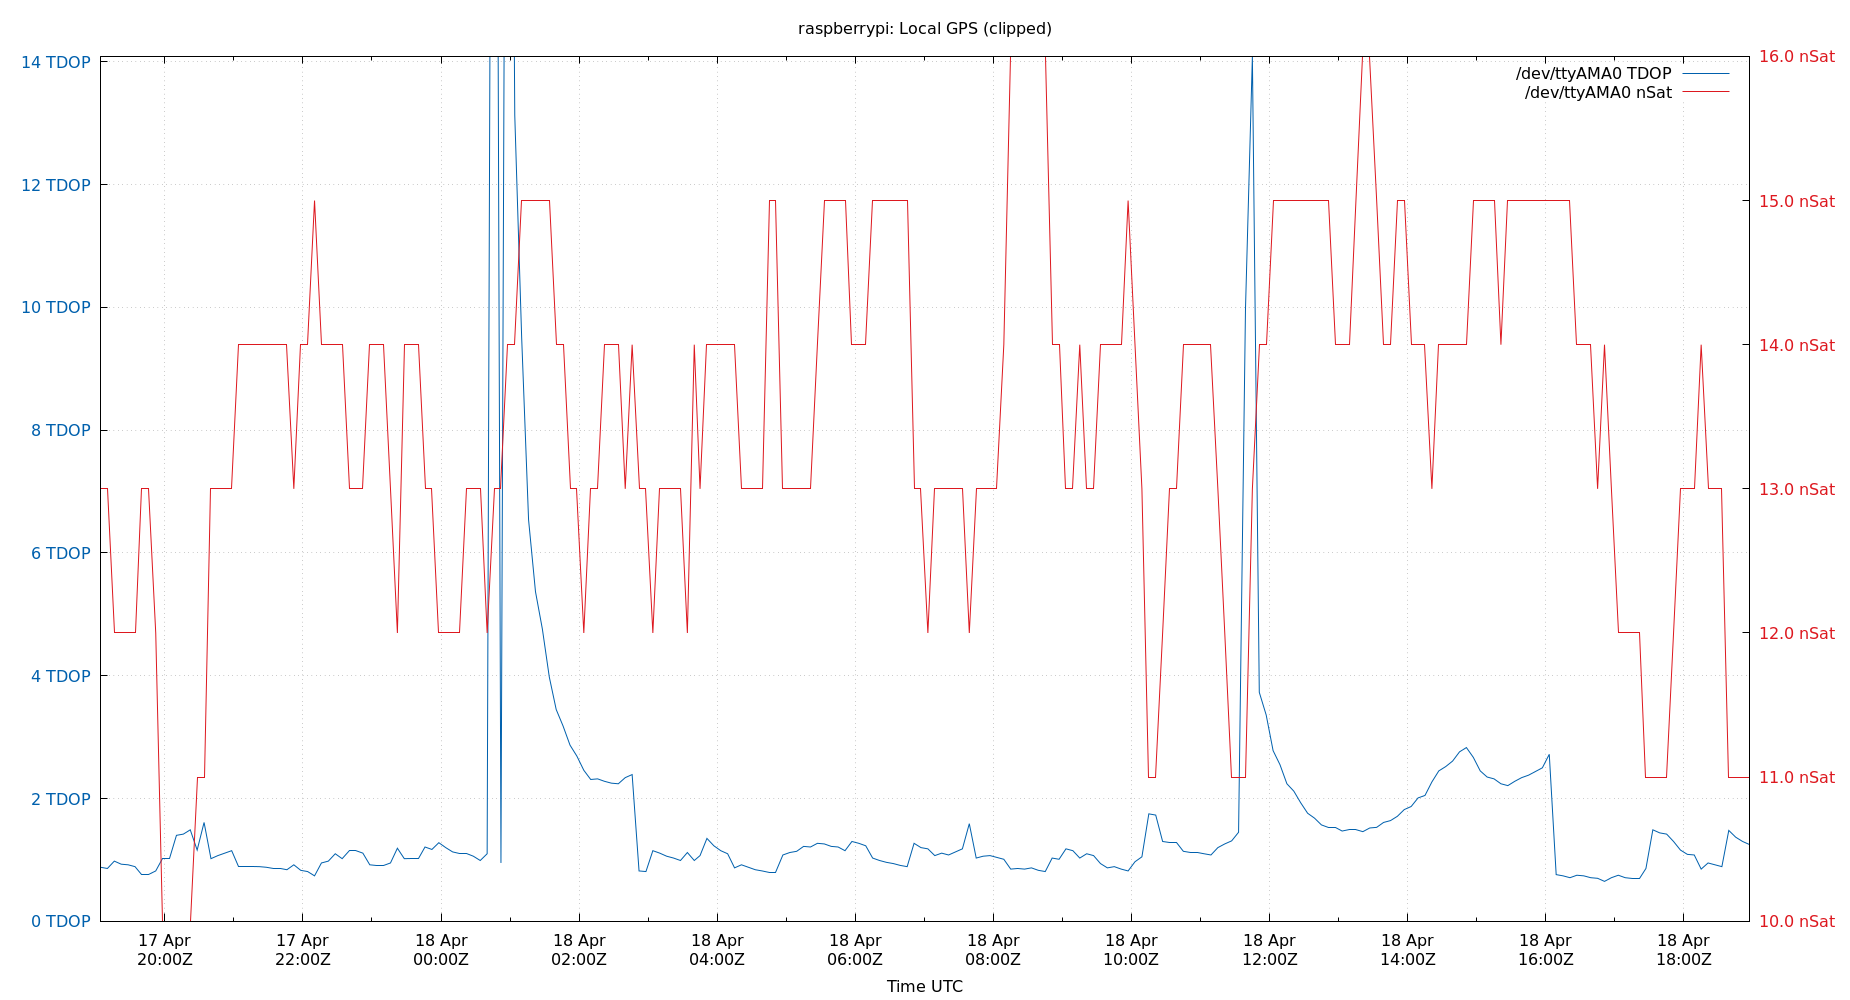 raspberrypi: Local GPS (clipped)
14 TDOP
12 TDOP
10 TDOP
8 TDOP
6 TDOP
4 TDOP
2 TDOP
0 TDOP
/dev/ttyAMA0 TDOP
/dev/ttyAMA0 nSat
16.0 nSat
15.0 nSat
14.0 nSat
13.0 nSat
12.0 nSat
11.0 nSat
10.0 nSat
17 Apr
20:00Z
17 Apr
22:00Z
18 Apr
00:00Z
18 Apr
02:00Z
18 Apr
04:00Z
18 Apr
06:00Z
18 Apr
08:00Z
18 Apr
10:00Z
18 Apr
12:00Z
18 Apr
14:00Z
18 Apr
16:00Z
18 Apr
18:00Z
Time UTC